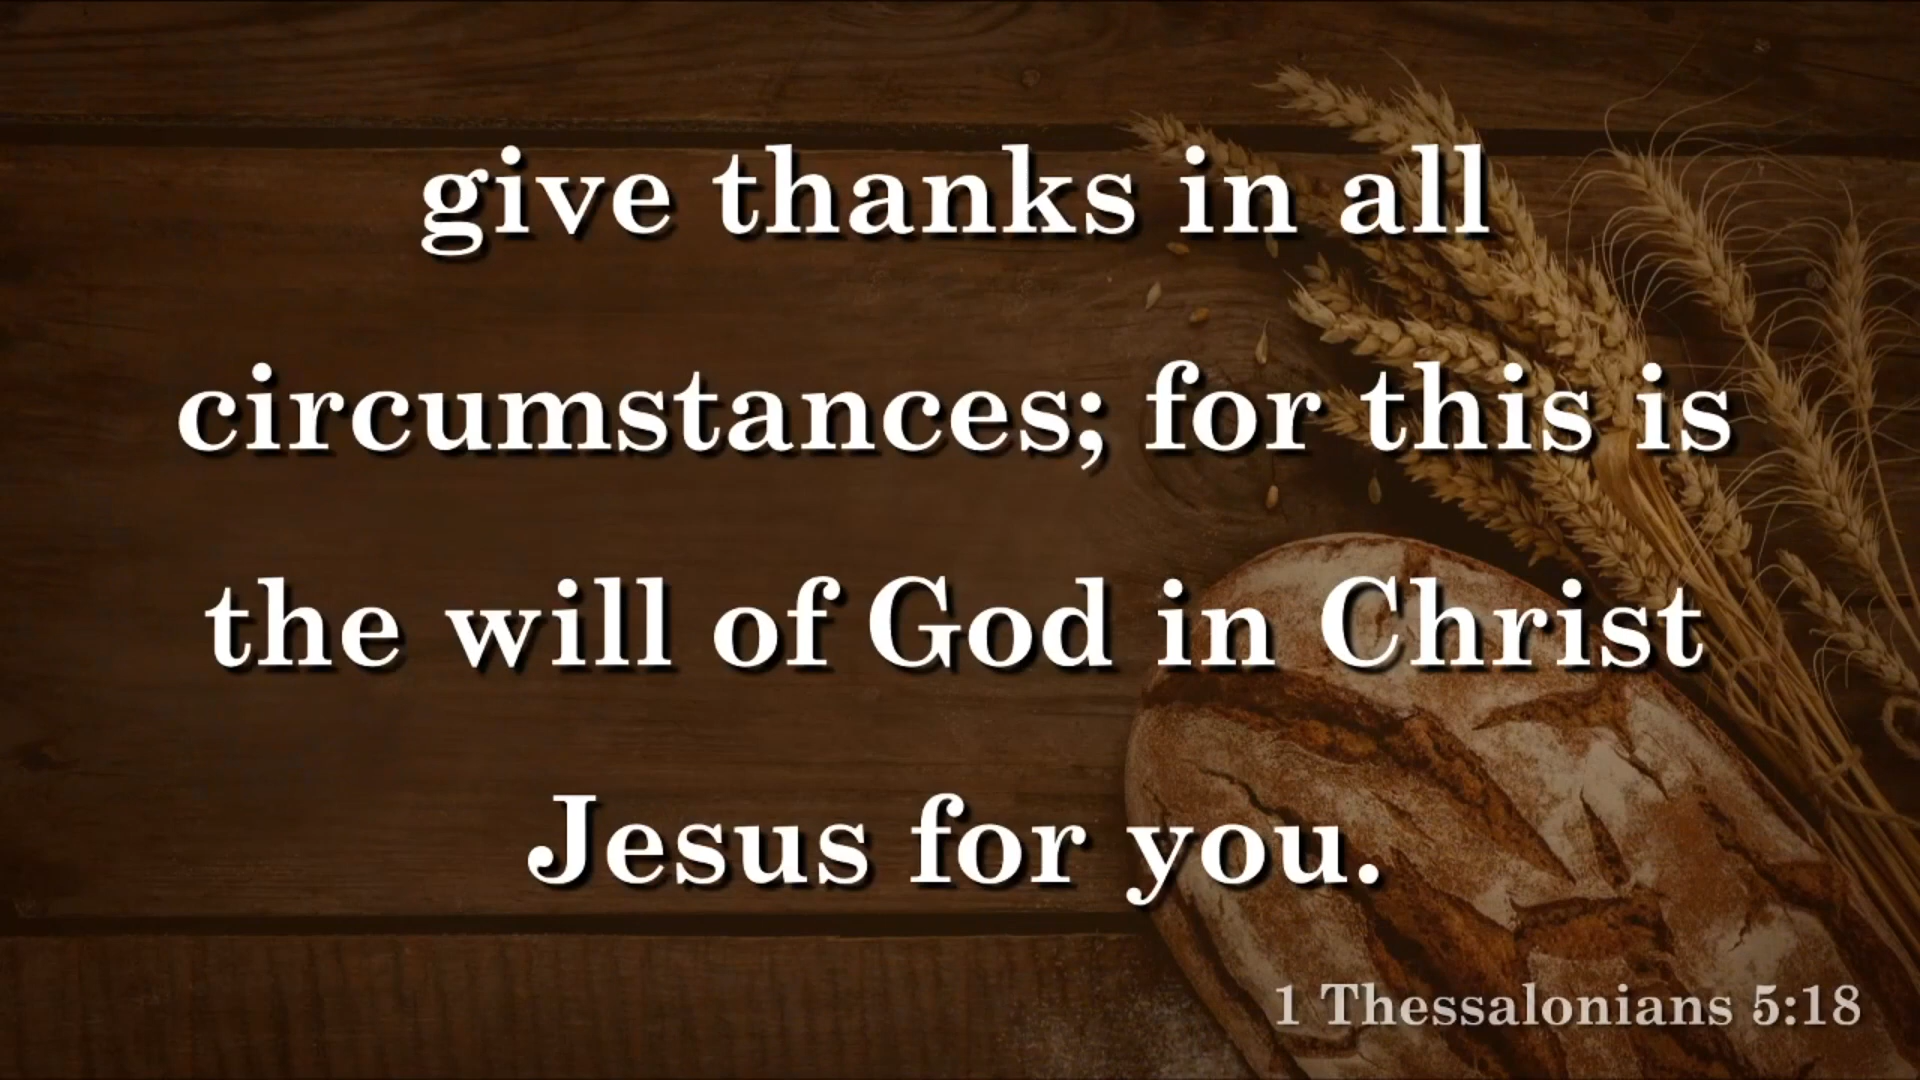 give thanks in all
circumstances; for this is
the will of God in Christ
Jesus for you.
1 Thessalonians 5:18